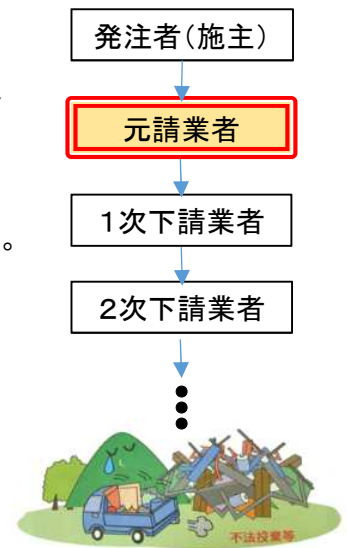 発注者(施主)
元請業者
。
1次下請業者
2次下請業者
不法投棄等